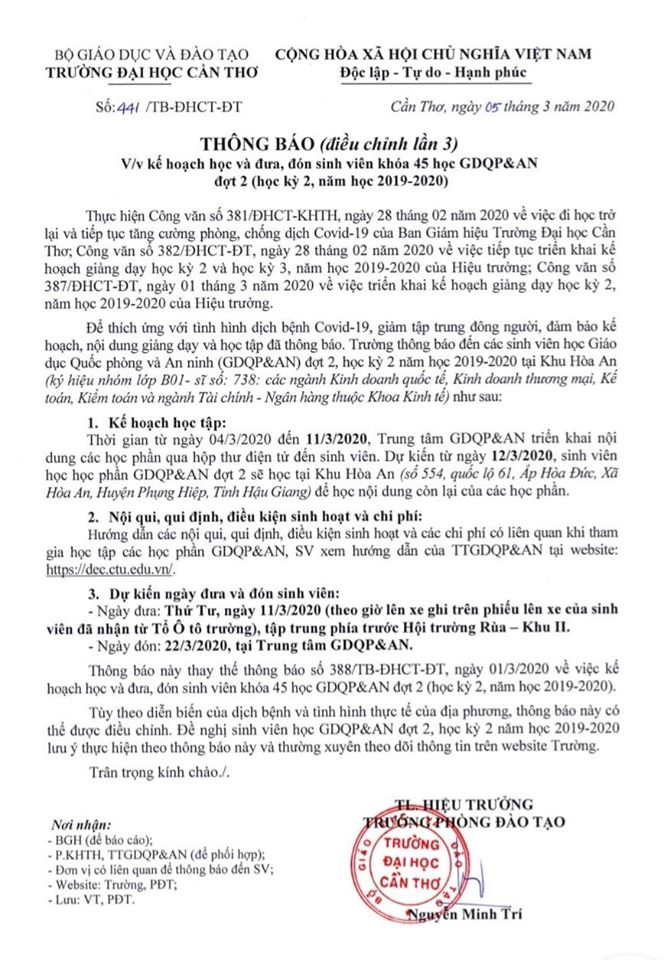 BỘ GIÁO DỤC VÀ ĐÀO TẠO
TRƯỜNG ĐẠI HỌC CẦN THƠ
CỘNG HÒA XÃ HỘI CHỦ NGHĨA VIỆT NAM
Độc lập - Tự do - Hạnh phúc
Số: 441 /TB-ĐHCT-ĐT
Cần Thơ, ngày 05 tháng 3 năm 2020
THÔNG BÁO (điều chỉnh lần 3)
V/v kế hoạch học và đưa, đón sinh viên khóa 45 học GDQP&AN
đợt 2 (học kỳ 2, năm học 2019-2020)
Thực hiện Công văn số 381/ĐHCT-KHTH, ngày 28 tháng 02 năm 2020 về việc đi học trở
lại và tiếp tục tăng cường phòng, chống dịch Covid-19 của Ban Giám hiệu Trường Đại học Cần
Thơ; Công văn số 382/ĐHCT-ĐT, ngày 28 tháng 02 năm 2020 về việc tiếp tục triển khai kế
hoạch giảng dạy học kỳ 2 và học kỳ 3, năm học 2019-2020 của Hiệu trưởng; Công văn số
387/ĐHCT-ĐT, ngày 01 tháng 3 năm 2020 về việc triển khai kế hoạch giảng dạy học kỳ 2,
năm học 2019-2020 của Hiệu trưởng.
Để thích ứng với tình hình dịch bệnh Covid-19, giảm tập trung đông người, đảm bảo kế
hoạch, nội dung giảng dạy và học tập đã thông báo. Trường thông báo đến các sinh viên học Giáo
dục Quốc phòng và An ninh (GDQP&AN) đợt 2, học kỳ 2 năm học 2019-2020 tại Khu Hòa An
(ký hiệu nhóm lớp B01- sĩ số: 738: các ngành Kinh doanh quốc tế, Kinh doanh thương mại, Kế
toán, Kiểm toán và ngành Tài chính - Ngân hàng thuộc Khoa Kinh tế) như sau:
1. Kế hoạch học tập:
Thời gian từ ngày 04/3/2020 đến 11/3/2020, Trung tâm GDQP&AN triển khai nội
dung các học phần qua hộp thư điện tử đến sinh viên. Dự kiến từ ngày 12/3/2020, sinh viên
học học phần GDQP&AN đợt 2 sẽ học tại Khu Hòa An (số 554, quốc lộ 61, Ấp Hòa Đức, Xã
Hòa An, Huyện Phụng Hiệp, Tỉnh Hậu Giang) để học nội dung còn lại của các học phần.
2. Nội qui, qui định, điều kiện sinh hoạt và chi phí:
Hướng dẫn các nội qui, qui định, điều kiện sinh hoạt và các chi phí có liên quan khi tham
gia học tập các học phần GDQP&AN, SV xem hướng dẫn của TTGDQP&AN tại website:
https://dec.ctu.edu.vn/.
3. Dự kiến ngày đưa và đón sinh viên:
- Ngày đưa: Thứ Tư, ngày 11/3/2020 (theo giờ lên xe ghi trên phiếu lên xe của sinh
viên đã nhận từ Tổ Ô tô trường), tập trung phía trước Hội trường Rùa – Khu II.
- Ngày đón: 22/3/2020, tại Trung tâm GDQP&AN.
Thông báo này thay thế thông báo số 388/TB-ĐHCT-ĐT, ngày 01/3/2020 về việc kế
hoạch học và đưa, đón sinh viên khóa 45 học GDQP&AN đợt 2 (học kỳ 2, năm học 2019-2020).
Tùy theo diễn biến của dịch bệnh và tình hình thực tế của địa phương, thông báo này có
thể được điều chỉnh. Đề nghị sinh viên học GDQP&AN đợt 2, học kỳ 2 năm học 2019-2020
lưu ý thực hiện theo thông báo này và thường xuyên theo dõi thông tin trên website Trường.
Trân trọng kính chào./.
Nơi nhận:
- BGH (để báo cáo);
- P.KHTH, TTGDQP&AN (để phối hợp);
- Đơn vị có liên quan để thông báo đến SV;
- Website: Trường, PĐT;
- Lưu: VT, PĐT.
TL. HIỆU TRƯỞNG
TRƯỞNG PHÒNG ĐÀO TẠO
BỘ GIÁO DỤC VÀ ĐÀO TẠO
TRƯỜNG
ĐẠI HỌC
CẦN THƠ
Nguyễn Minh Trí